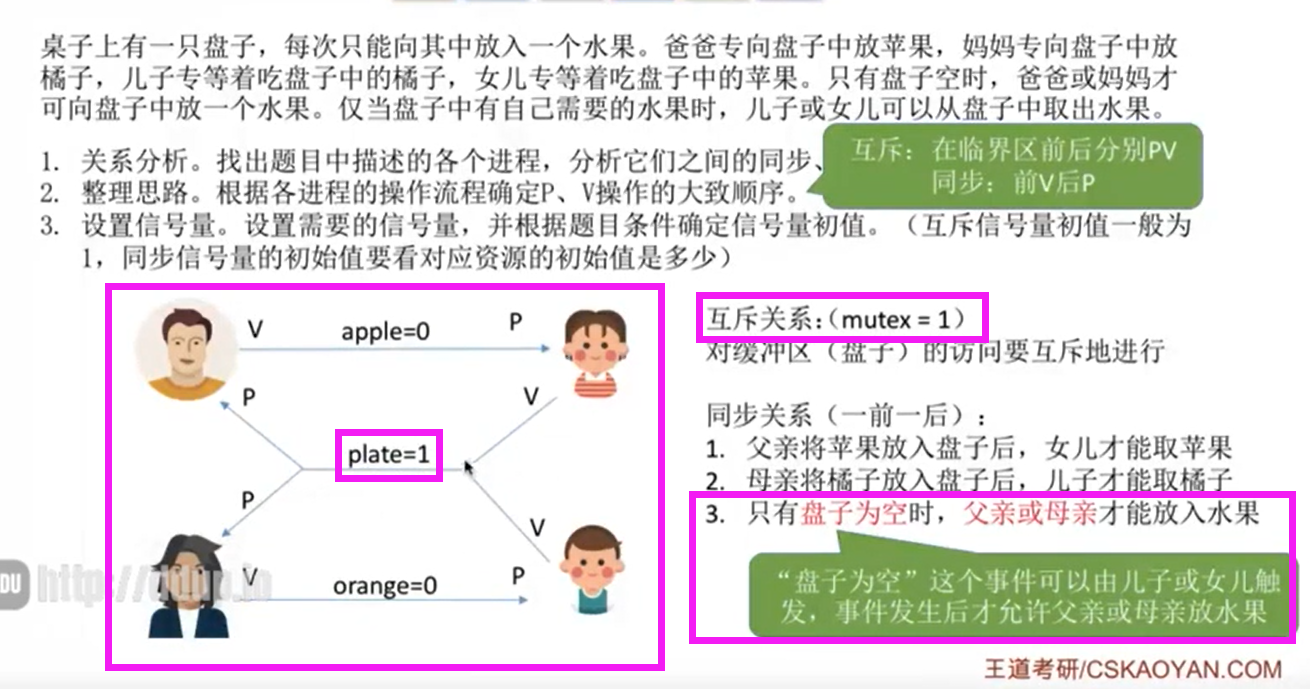 桌子上有一只盘子，每次只能向其中放入一个水果。爸爸专向盘子中放苹果，妈妈专向盘子中放
橘子，儿子专等着吃盘子中的橘子，女儿专等着吃盘子中的苹果。只有盘子空时，爸爸或妈妈才
可向盘子中放一个水果。仅当盘子中有自己需要的水果时，儿子或女儿可以从盘子中取出水果。
1. 关系分析。找出题目中描述的各个进程，分析它们之间的同步、
2. 整理思路。根据各进程的操作流程确定P、V操作的大致顺序。
互斥：在临界区前后分别PV
同步：前V后P
3. 设置信号量。设置需要的信号量，并根据题目条件确定信号量初值。（互斥信号量初值一般为
1，同步信号量的初始值要看对应资源的初始值是多少）
V apple=0 P
P V
plate=1
P V
V orange=0 P
互斥关系：（mutex = 1）
对缓冲区（盘子）的访问要互斥地进行
同步关系（一前一后）：
1. 父亲将苹果放入盘子后，女儿才能取苹果
2. 母亲将橘子放入盘子后，儿子才能取橘子
3. 只有盘子为空时，父亲或母亲才能放入水果
“盘子为空”这个事件可以由儿子或女儿触
发，事件发生后才允许父亲或母亲放水果
DU
王道考研/CSKAOYAN.COM